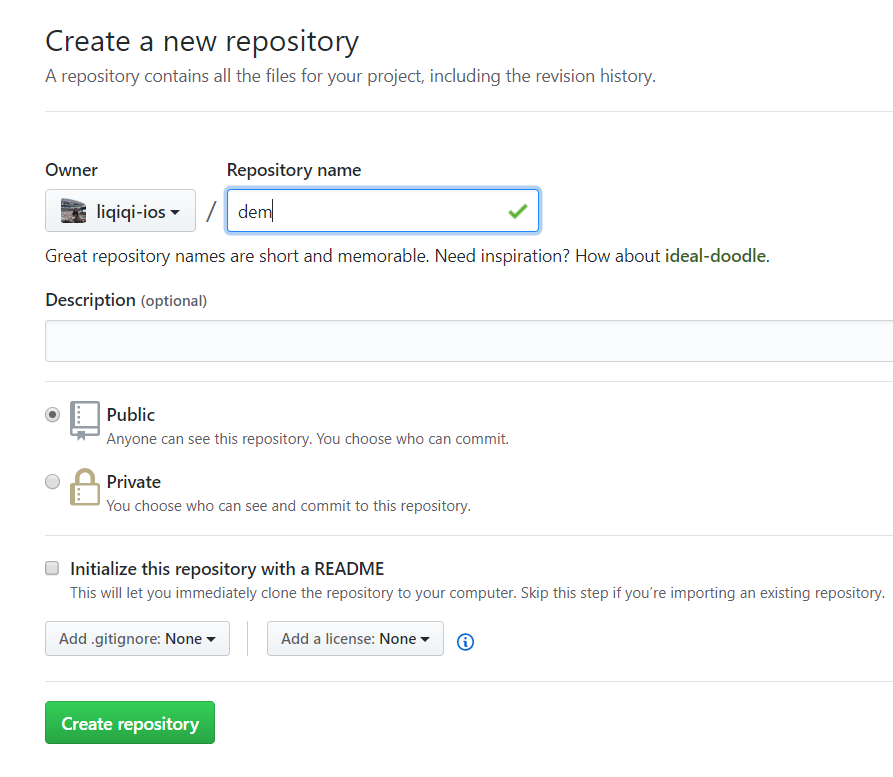 Create a new repository
A repository contains all the files for your project, including the revision history.
Owner
Repository name
liqiqi-ios
/
dem
Great repository names are short and memorable. Need inspiration? How about ideal-doodle.
Description (optional)
Public
Anyone can see this repository. You choose who can commit.
Private
You choose who can see and commit to this repository.
Initialize this repository with a README
This will let you immediately clone the repository to your computer. Skip this step if you’re importing an existing repository.
Add .gitignore: None
Add a license: None
Create repository